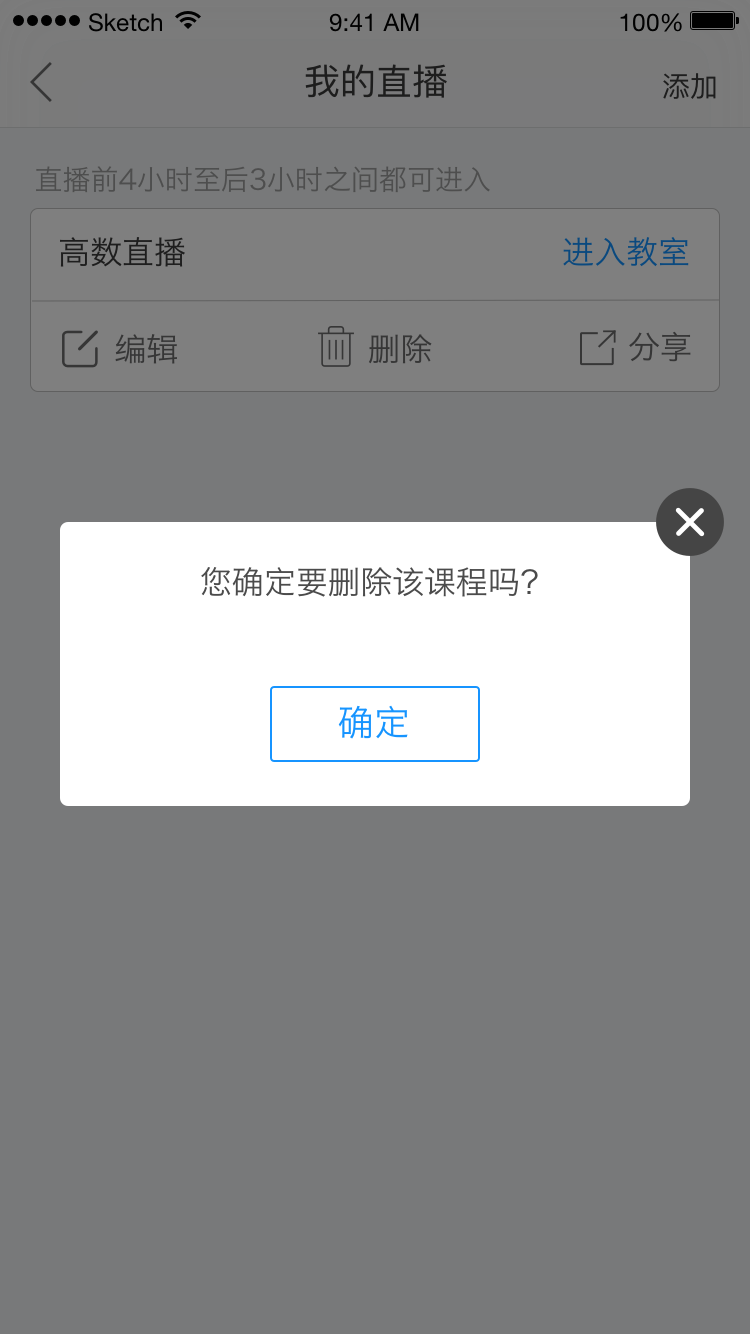 Sketch 9:41 AM 100%
我的直播 添加
直播前4小时至后3小时之间都可进入
高数直播 进入教室
编辑 删除 分享
您确定要删除该课程吗?
确定